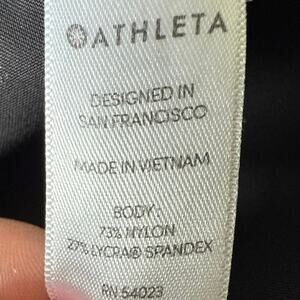 ATHLETA
DESIGNED IN
SAN FRANCISCO
MADE IN VIETNAM
BODY:
73% NYLON
27% LYCRA® SPANDEX
RN 54023